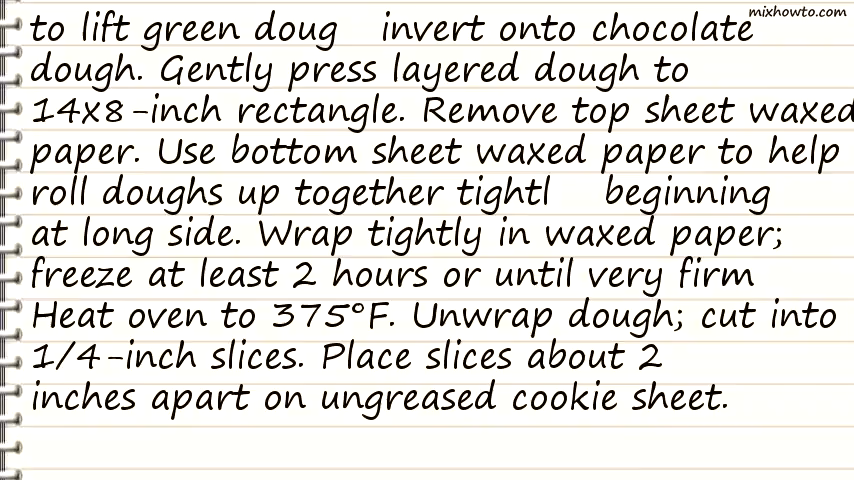 mixhowto.com
to lift green doug   invert onto chocolate
dough. Gently press layered dough to
14x8-inch rectangle. Remove top sheet waxed
paper. Use bottom sheet waxed paper to help
roll doughs up together tightl   beginning
at long side. Wrap tightly in waxed paper;
freeze at least 2 hours or until very firm
Heat oven to 375°F. Unwrap dough; cut into
1/4-inch slices. Place slices about 2
inches apart on ungreased cookie sheet.